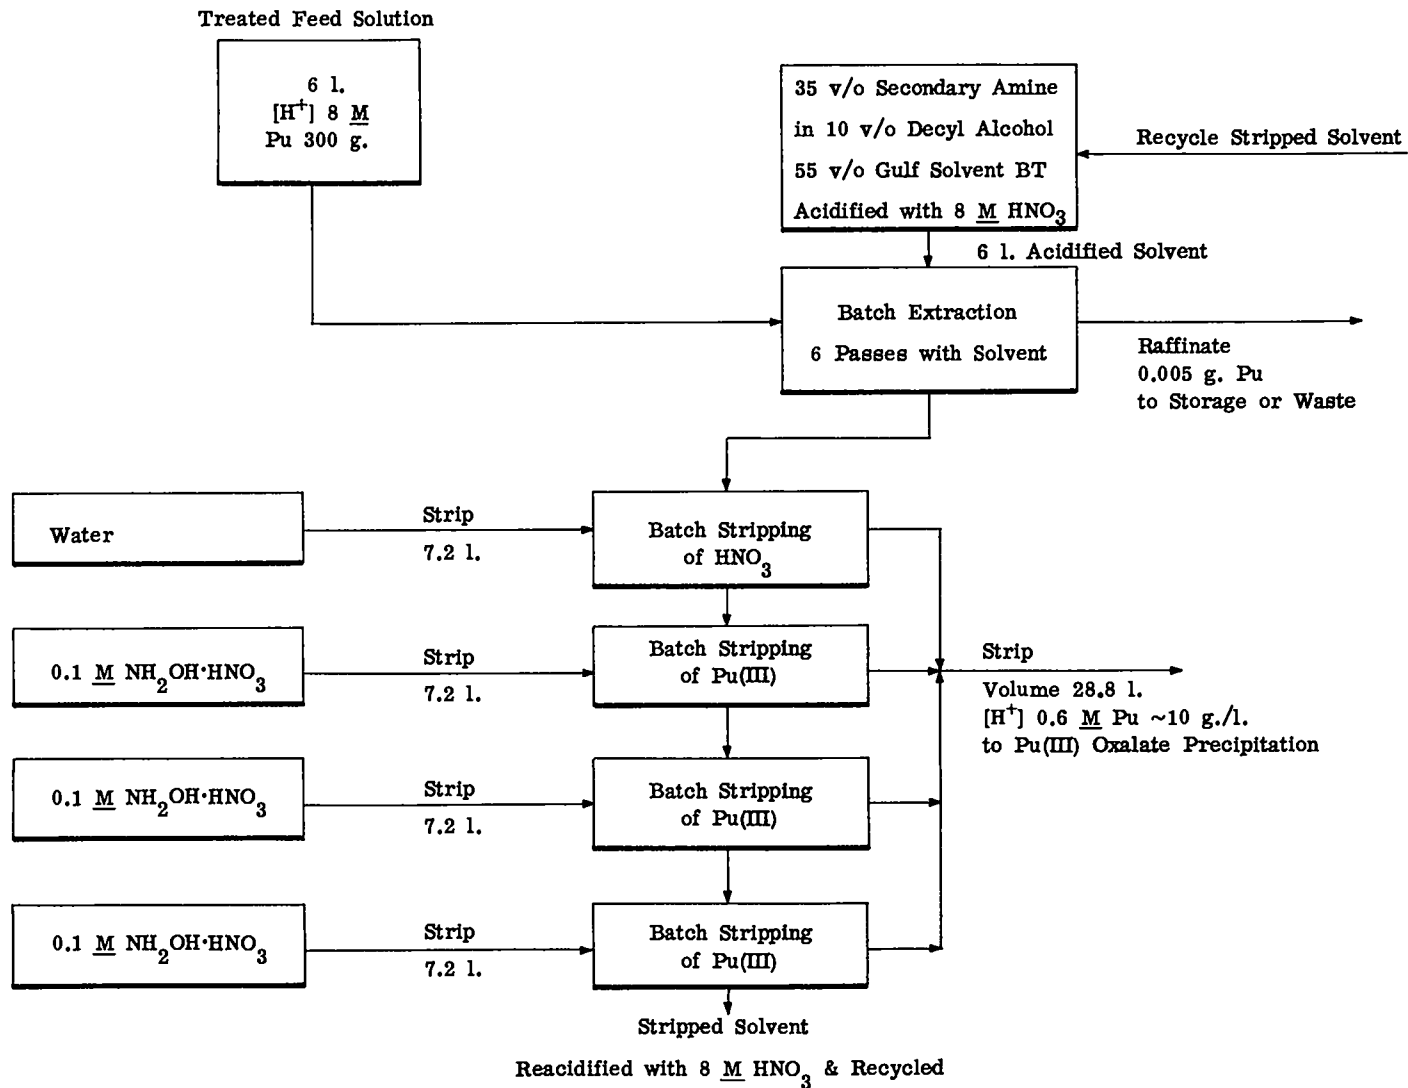 Treated Feed Solution
6 l.
[H⁺] 8 M
Pu 300 g.
35 v/o Secondary Amine
in 10 v/o Decyl Alcohol
55 v/o Gulf Solvent BT
Acidified with 8 M HNO₃
Recycle Stripped Solvent
6 l. Acidified Solvent
Batch Extraction
6 Passes with Solvent
Raffinate
0.005 g. Pu
to Storage or Waste
Water
Strip
7.2 l.
Batch Stripping
of HNO₃
0.1 M NH₂OH·HNO₃
Strip
7.2 l.
Batch Stripping
of Pu(III)
Strip
Volume 28.8 l.
[H⁺] 0.6 M Pu ~10 g./l.
to Pu(III) Oxalate Precipitation
0.1 M NH₂OH·HNO₃
Strip
7.2 l.
Batch Stripping
of Pu(III)
0.1 M NH₂OH·HNO₃
Strip
7.2 l.
Batch Stripping
of Pu(III)
Stripped Solvent
Reacidified with 8 M HNO₃ & Recycled